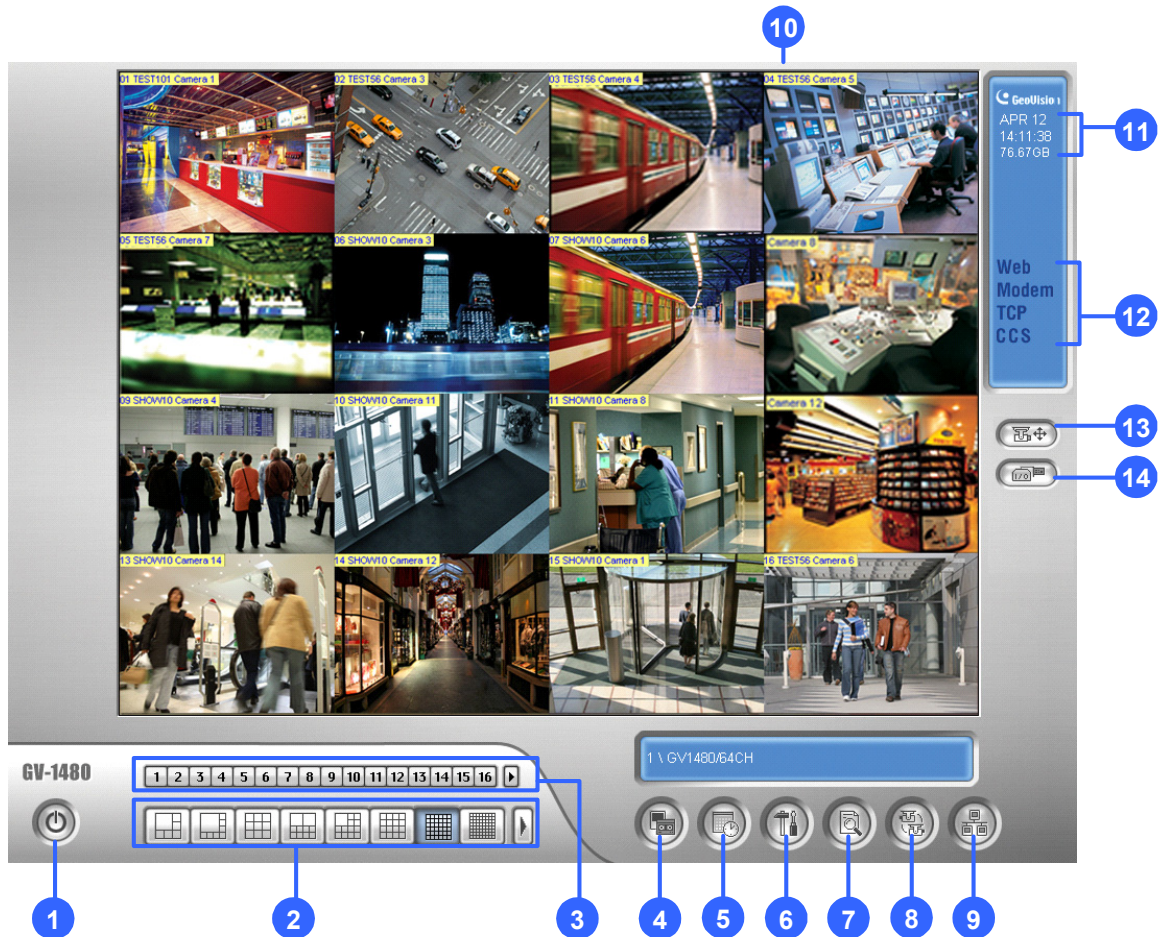 10
01 TEST101 Camera 1
02 TEST56 Camera 3
03 TEST56 Camera 4
04 TEST56 Camera 5
GeoVisio
APR 12
14:11:38
76.67GB
11
05 TEST56 Camera 7
06 SHOW10 Camera 3
07 SHOW10 Camera 6
Camera 8
Web
Modem
TCP
CCS
12
09 SHOW10 Camera 4
10 SHOW10 Camera 11
11 SHOW10 Camera 8
Camera 12
13
I/O
14
13 SHOW10 Camera 14
14 SHOW10 Camera 12
15 SHOW10 Camera 1
16 TEST56 Camera 6
GV-1480
1 2 3 4 5 6 7 8 9 10 11 12 13 14 15 16
1 \ GV1480/64CH
1
2
3
4
5
6
7
8
9